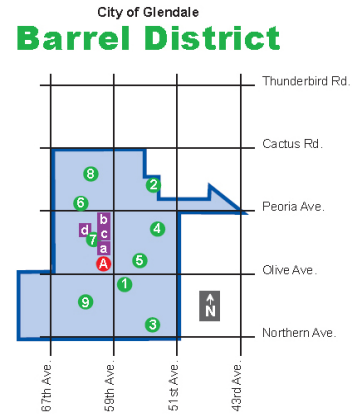 City of Glendale
Barrel District
Thunderbird Rd.
Cactus Rd.
8
2
6
Peoria Ave.
b
d
c
4
7
a
A
5
Olive Ave.
1
9
N
3
Northern Ave.
67th Ave.
59th Ave.
51st Ave.
43rd Ave.